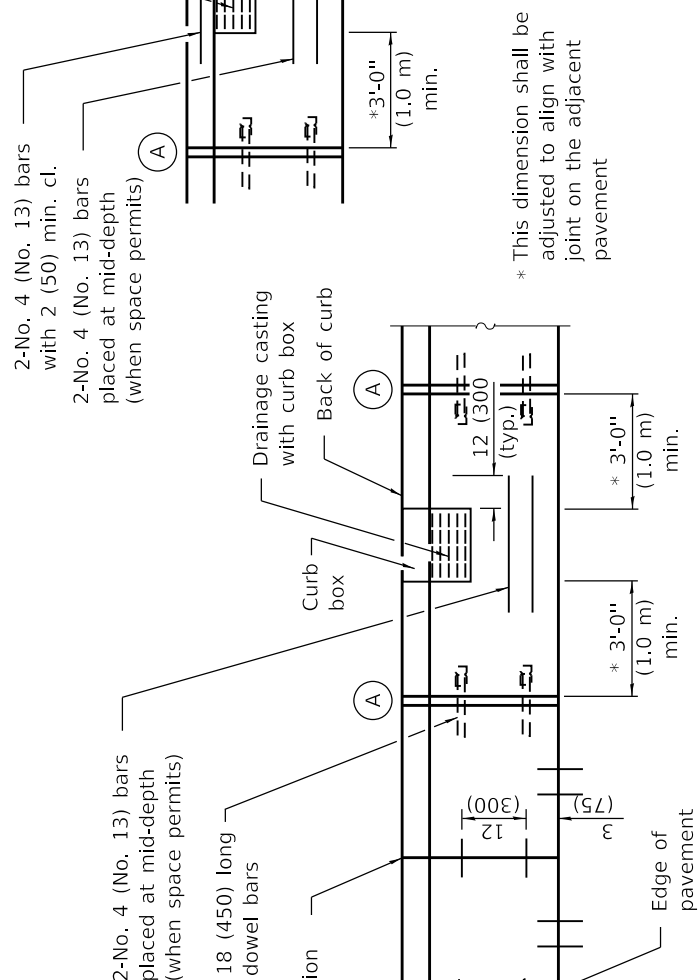 2-No. 4 (No. 13) bars
with 2 (50) min. cl.
2-No. 4 (No. 13) bars
placed at mid-depth
(when space permits)
A
*3'-0"
(1.0 m)
min.
* This dimension shall be
adjusted to align with
joint on the adjacent
pavement
Drainage casting
with curb box
Back of curb
Curb
box
A
12 (300
(typ.)
* 3'-0"
(1.0 m)
min.
* 3'-0"
(1.0 m)
min.
A
2-No. 4 (No. 13) bars
placed at mid-depth
(when space permits)
18 (450) long
dowel bars
12
(300)
3
(75)
Edge of
pavement
ion